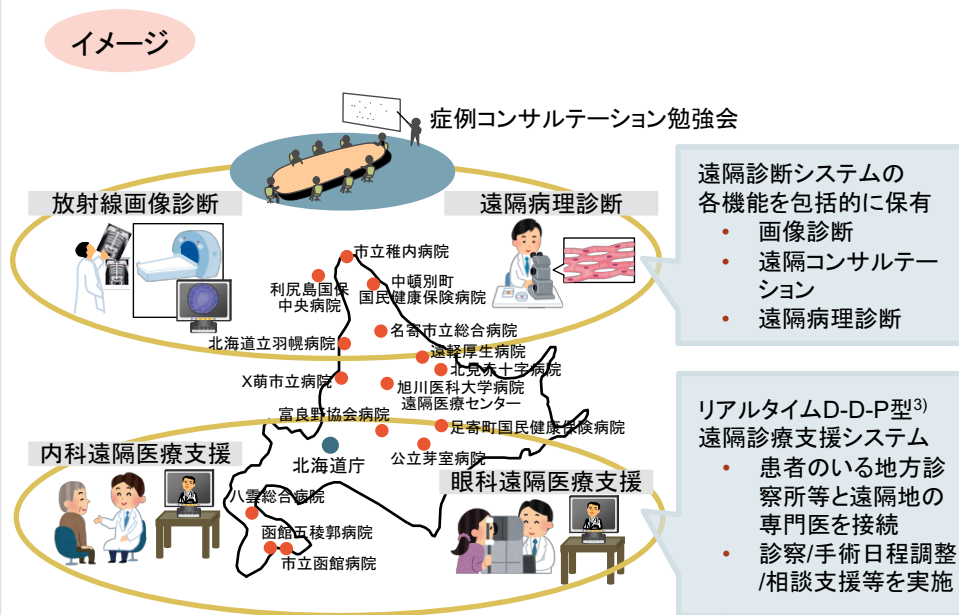 イメージ
症例コンサルテーション勉強会
放射線画像診断
遠隔病理診断
市立稚内病院
利尻島国保
中央病院
中頓別町
国民健康保険病院
名寄市立総合病院
北海道立羽幌病院
遠軽厚生病院
北見赤十字病院
X萌市立病院
旭川医科大学病院
遠隔医療センター
富良野協会病院
足寄町国民健康保険病院
北海道庁
公立芽室病院
内科遠隔医療支援
眼科遠隔医療支援
八雲総合病院
函館五稜郭病院
市立函館病院
遠隔診断システムの
各機能を包括的に保有
• 画像診断
• 遠隔コンサルテー
ション
• 遠隔病理診断
リアルタイムD-D-P型3)
遠隔診療支援システム
• 患者のいる地方診
察所等と遠隔地の
専門医を接続
• 診察/手術日程調整
/相談支援等を実施